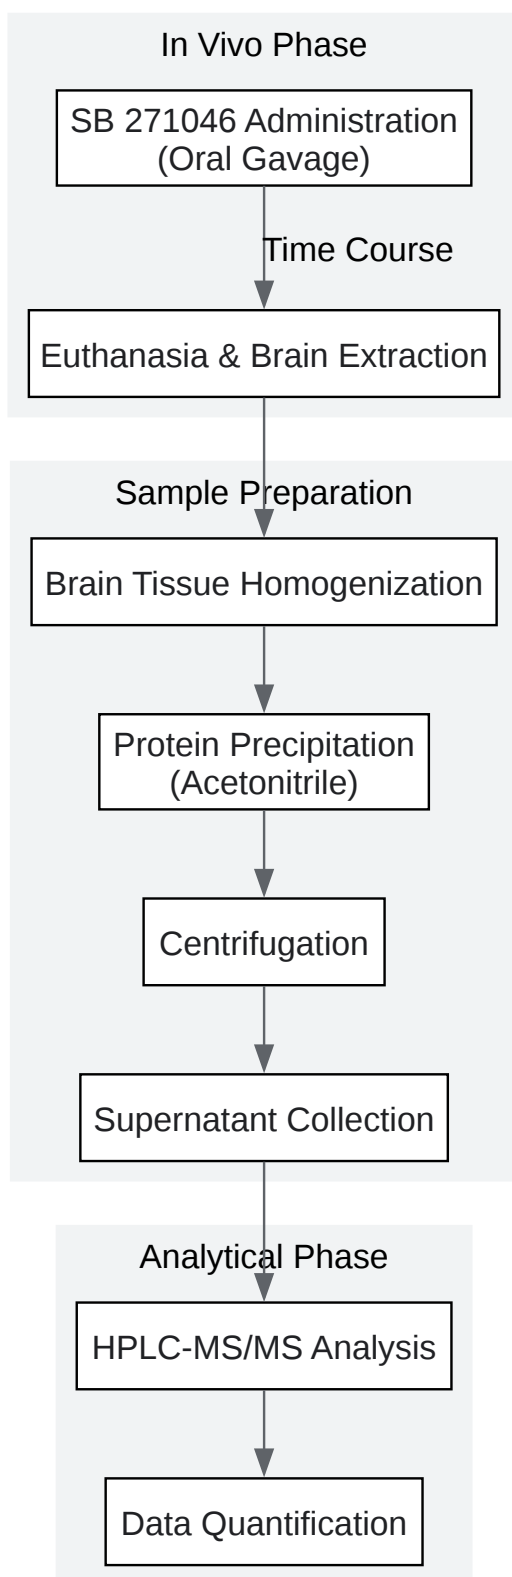 In Vivo Phase
SB 271046 Administration
(Oral Gavage)
Time Course
Euthanasia & Brain Extraction
Sample Preparation
Brain Tissue Homogenization
Protein Precipitation
(Acetonitrile)
Centrifugation
Supernatant Collection
Analytical Phase
HPLC-MS/MS Analysis
Data Quantification